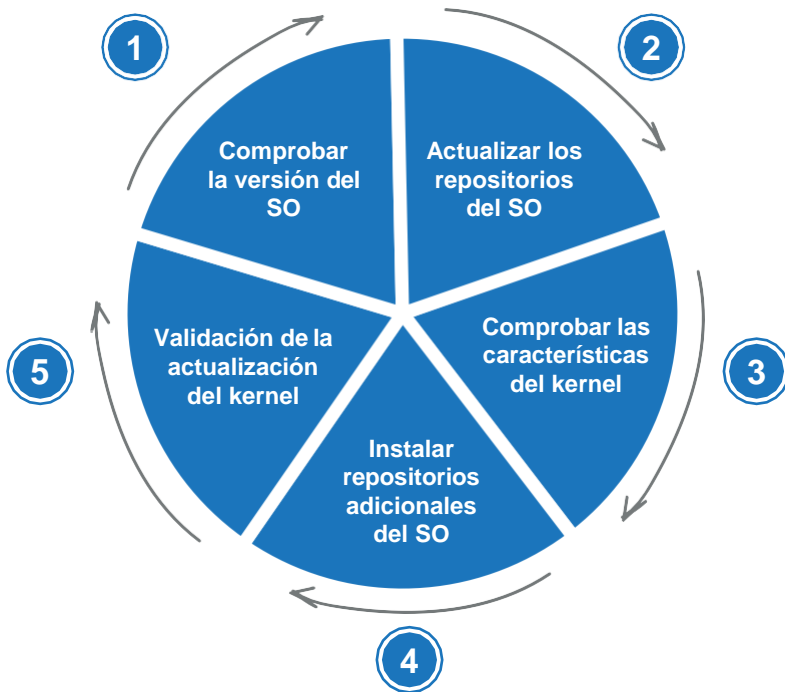 1
Comprobar
la versión del
SO
2
Actualizar los
repositorios
del SO
3
Comprobar las
características
del kernel
4
Instalar
repositorios
adicionales
del SO
5
Validación de la
actualización
del kernel